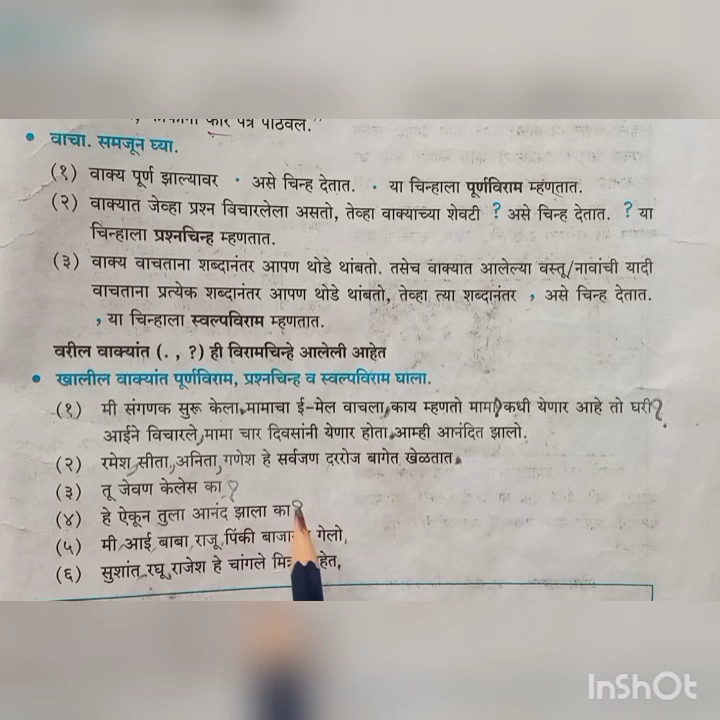 फोर पत्र पाठवल."
• वाचा. समजून घ्या.
(१) वाक्य पूर्ण झाल्यावर . असे चिन्ह देतात. . या चिन्हाला पूर्णविराम म्हणतात.
(२) वाक्यात जेव्हा प्रश्न विचारलेला असतो, तेव्हा वाक्याच्या शेवटी ? असे चिन्ह देतात. ? या
चिन्हाला प्रश्नचिन्ह म्हणतात.
(३) वाक्य वाचताना शब्दानंतर आपण थोडे थांबतो. तसेच वाक्यात आलेल्या वस्तू/नावांची यादी
वाचताना प्रत्येक शब्दानंतर आपण थोडे थांबतो, तेव्हा त्या शब्दानंतर , असे चिन्ह देतात.
, या चिन्हाला स्वल्पविराम म्हणतात.
वरील वाक्यांत (. , ?) ही विरामचिन्हे आलेली आहेत
• खालील वाक्यांत पूर्णविराम, प्रश्नचिन्ह व स्वल्पविराम घाला.
(१) मी संगणक सुरू केला.मामाचा ई-मेल वाचला,काय म्हणतो मामा?कधी येणार आहे तो घरी?
आईने विचारले,मामा चार दिवसांनी येणार होता.आम्ही आनंदित झालो.
(२) रमेश,सीता,अनिता,गणेश हे सर्वजण दररोज बागेत खेळतात.
(३) तू जेवण केलेस का?
(४) हे ऐकून तुला आनंद झाला का?
(५) मी,आई,बाबा,राजू,पिंकी गेलो,
(६) सुशांत,रघू,राजेश हे चांगले
InShOt